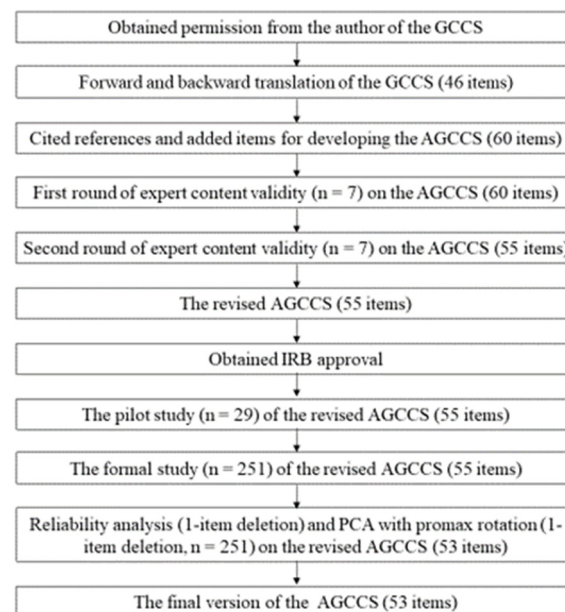 Obtained permission from the author of the GCCS
Forward and backward translation of the GCCS (46 items)
Cited references and added items for developing the AGCCS (60 items)
First round of expert content validity (n = 7) on the AGCCS (60 items)
Second round of expert content validity (n = 7) on the AGCCS (55 items)
The revised AGCCS (55 items)
Obtained IRB approval
The pilot study (n = 29) of the revised AGCCS (55 items)
The formal study (n = 251) of the revised AGCCS (55 items)
Reliability analysis (1-item deletion) and PCA with promax rotation (1-
item deletion, n = 251) on the revised AGCCS (53 items)
The final version of the AGCCS (53 items)